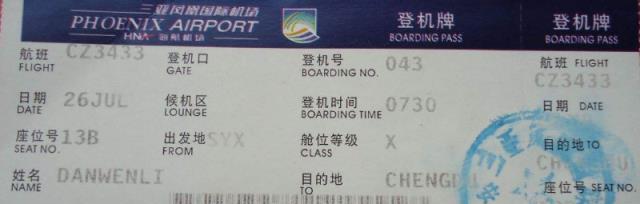 三亚凤凰国际机场 登机牌 登机牌
PHOENIX AIRPORT BOARDING PASS BOARDING PASS
HNA 海航机场
航班 CZ3433 登机口 登机号 043 航班
FLIGHT GATE BOARDING NO. FLIGHT
CZ3433
日期 26JUL 候机区 登机时间 0730 日期
DATE LOUNGE BOARDING TIME DATE
座位号 13B 出发地 SYX 舱位等级 X 目的地 TO
SEAT NO. FROM CLASS
姓名 DANWENLI 目的地 座位号 SEAT NO.
NAME TO